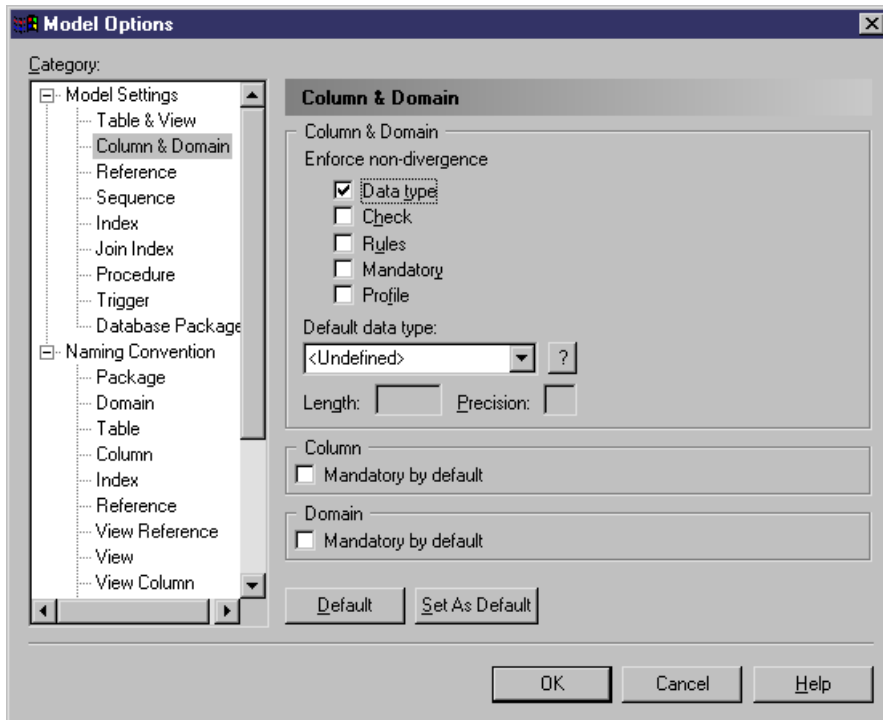 Model Options
Category:
Model Settings
Table & View
Column & Domain
Reference
Sequence
Index
Join Index
Procedure
Trigger
Database Package
Naming Convention
Package
Domain
Table
Column
Index
Reference
View Reference
View
View Column
Column & Domain
Column & Domain
Enforce non-divergence
Data type
Check
Rules
Mandatory
Profile
Default data type:
<Undefined>
?
Length: Precision:
Column
Mandatory by default
Domain
Mandatory by default
Default Set As Default
OK Cancel Help